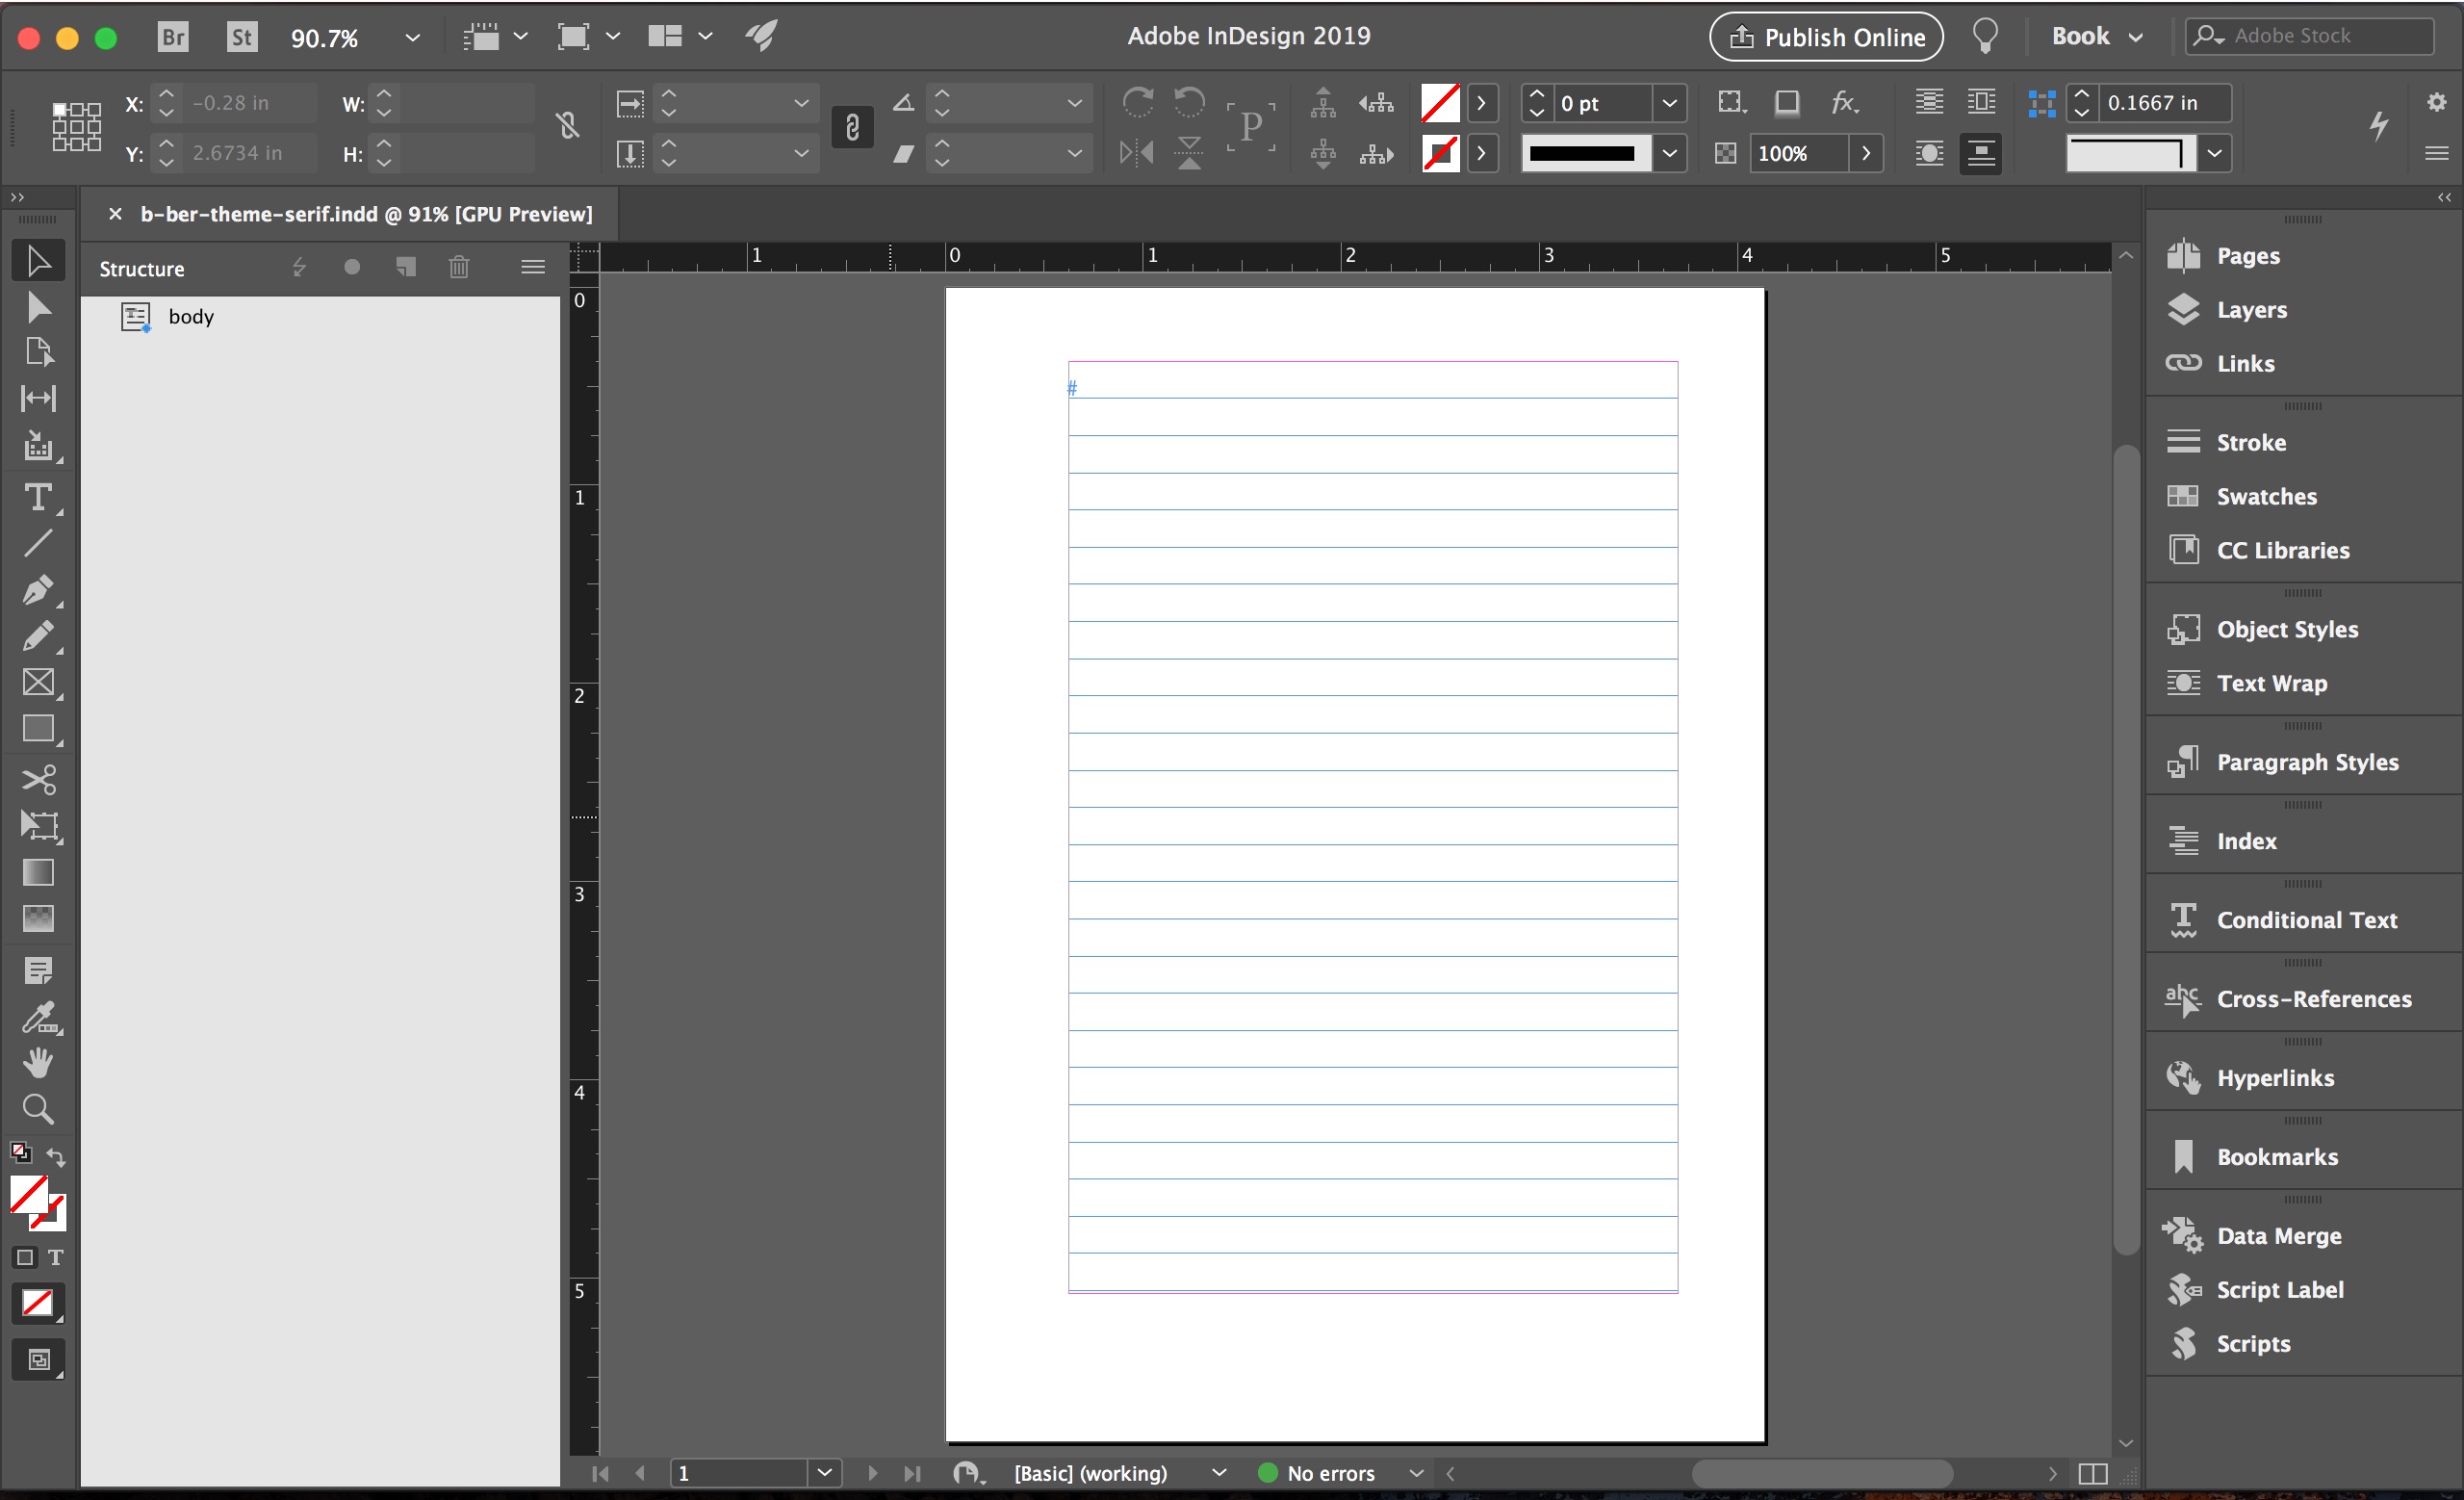 Br St 90.7% Adobe InDesign 2019 Publish Online Book Adobe Stock
X: -0.28 in W: 0 pt fx. 0.1667 in
Y: 2.6734 in H: P 100%
× b-ber-theme-serif.indd @ 91% [GPU Preview]
Structure
body
1 0 1 2 3 4 5
0
1
2
3
4
5
#
T
T
Pages
Layers
Links
Stroke
Swatches
CC Libraries
Object Styles
Text Wrap
Paragraph Styles
Index
Conditional Text
abc Cross-References
Hyperlinks
Bookmarks
Data Merge
Script Label
Scripts
1 [Basic] (working) No errors